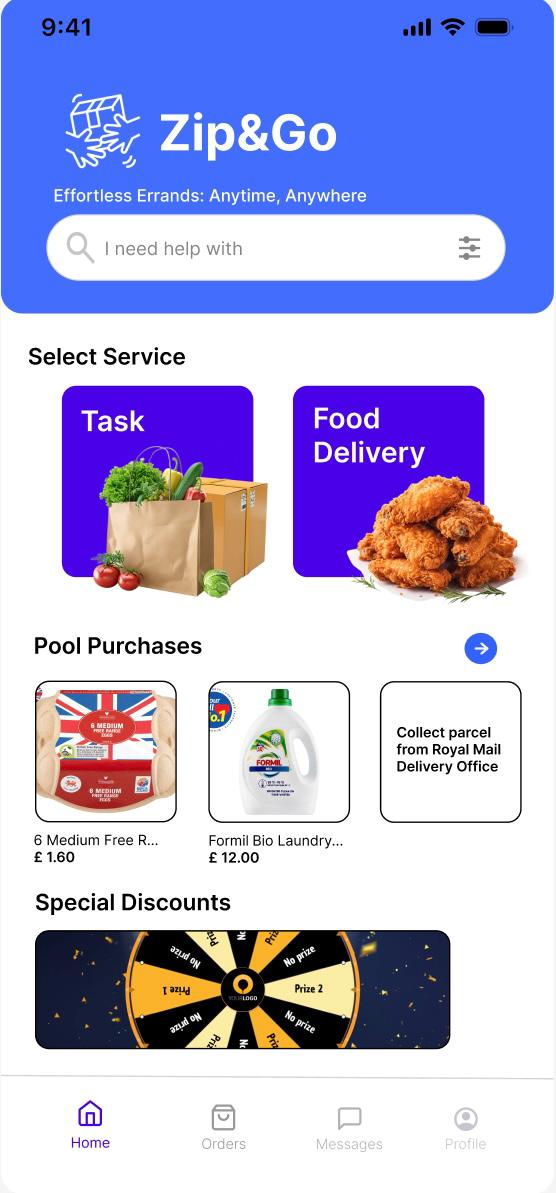 9:41
Zip&Go
Effortless Errands: Anytime, Anywhere
I need help with
Select Service
Task
Food
Delivery
Pool Purchases
6 MEDIUM
FREE RANGE
EGGS
6 MEDIUM
FREE RANGE
EGGS
No.1
FORMIL
Collect parcel
from Royal Mail
Delivery Office
6 Medium Free R...
£ 1.60
Formil Bio Laundry...
£ 12.00
Special Discounts
No prize
Prize 1
No prize
No prize
Prize 2
No prize
YOURLOGO
Home
Orders
Messages
Profile